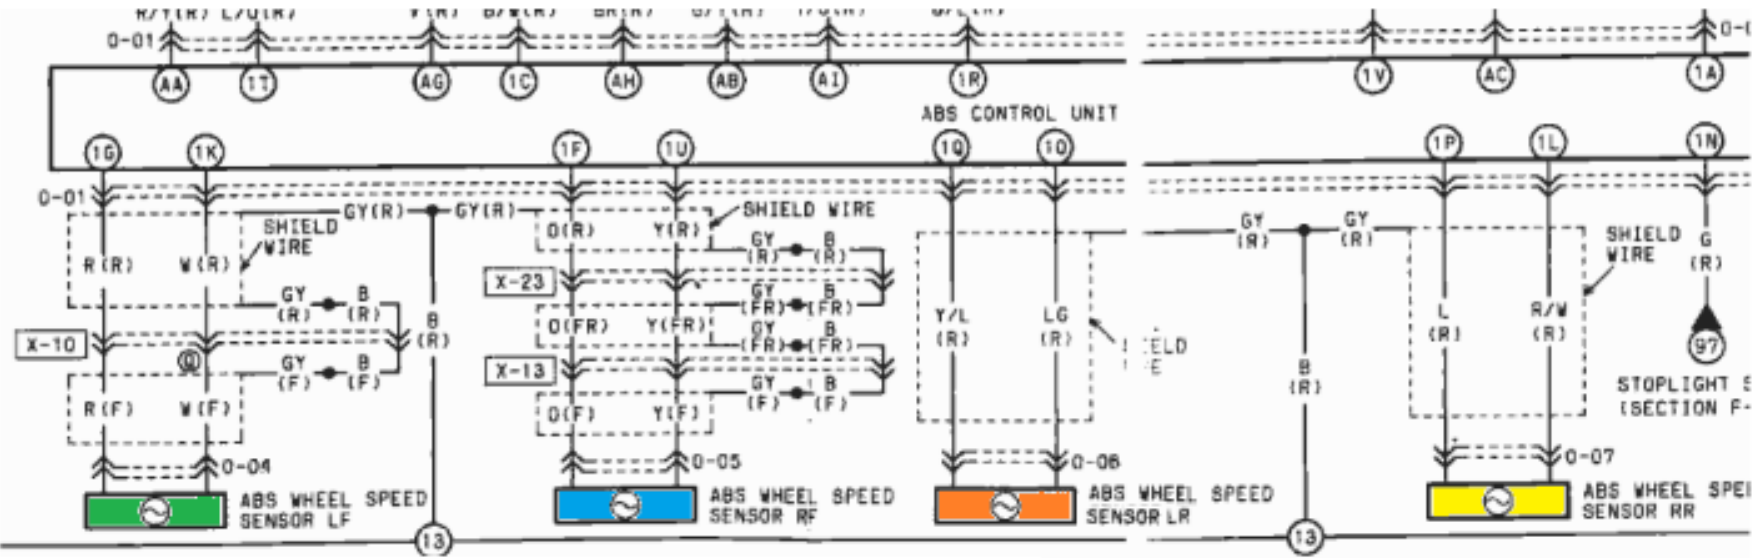 0-01
AA 1T AG 1C AH AB AI 1R 1V AC 1A
ABS CONTROL UNIT
1G 1K 1F 1U 1Q 1O 1P 1L 1N
0-01
GY(R) GY(R)
SHIELD WIRE
SHIELD
WIRE
O(R) Y(R)
GY
(R)
B
(R)
GY
(R)
GY
(R)
SHIELD
WIRE
G
(R)
R(R) W(R)
X-23
GY
(R)
B
(R)
GY
(FR)
B
(FR)
B
(R)
O(FR) Y(FR)
GY
(FR)
B
(FR)
Y/L
(R)
LG
(R)
L
(R)
R/W
(R)
X-10
X-13
97
GY
(F)
B
(F)
GY
(F)
B
(F)
B
(R)
STOPLIGHT
(SECTION F-
R(F) W(F)
O(F) Y(F)
0-04 0-05 0-06 0-07
ABS WHEEL SPEED
SENSOR LF
ABS WHEEL SPEED
SENSOR RF
ABS WHEEL SPEED
SENSOR LR
ABS WHEEL
SENSOR RR
13 13